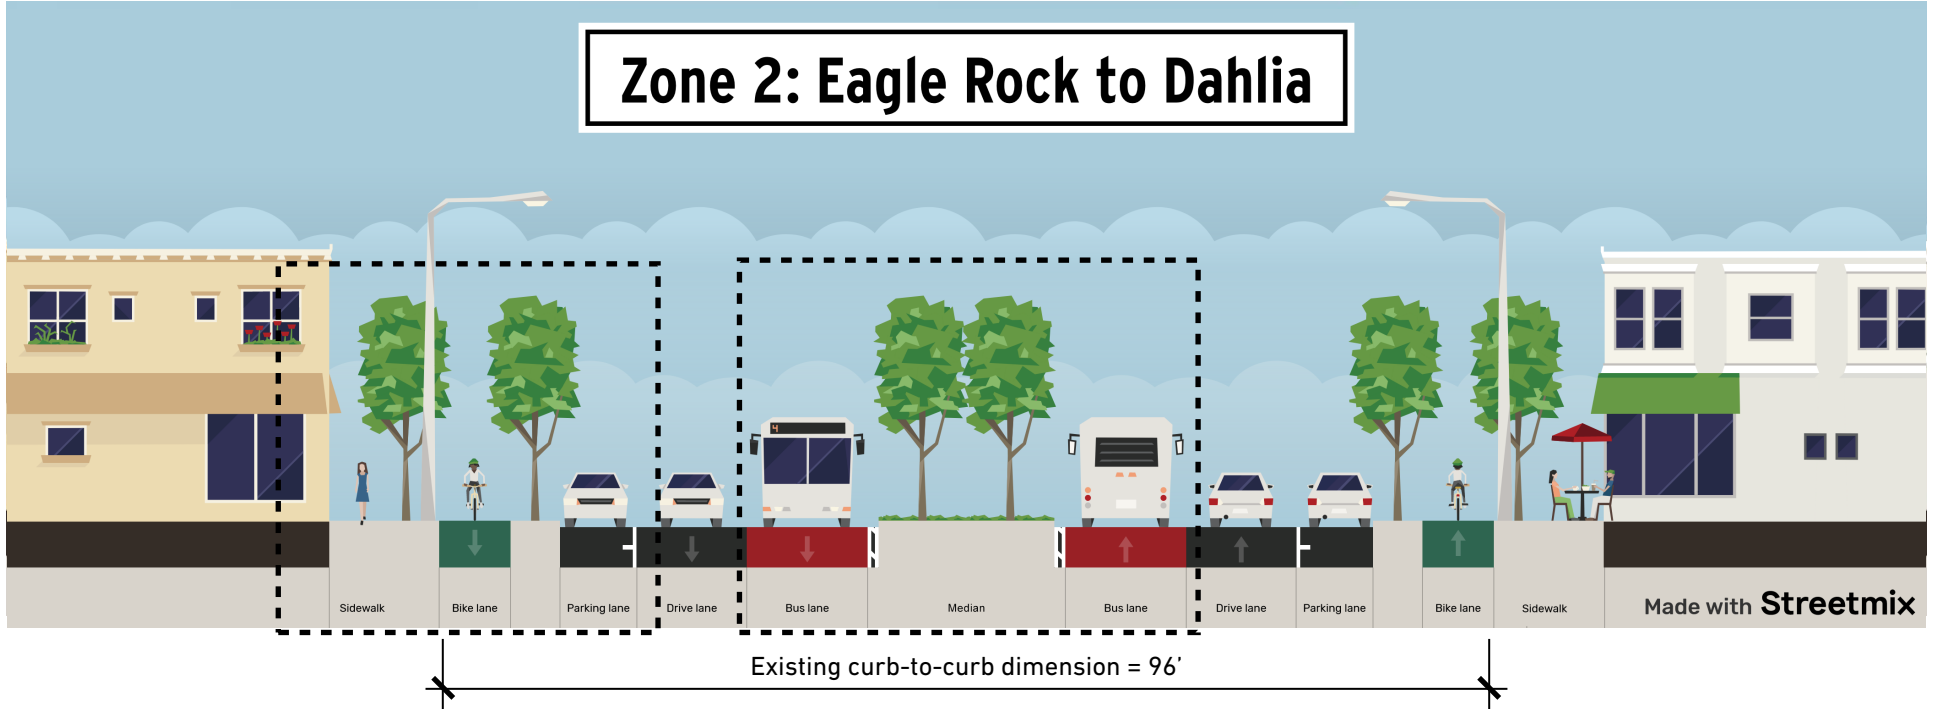 Zone 2: Eagle Rock to Dahlia
4
Sidewalk
Bike lane
Parking lane
Drive lane
Bus lane
Median
Bus lane
Drive lane
Parking lane
Bike lane
Sidewalk
Made with Streetmix
Existing curb-to-curb dimension = 96'